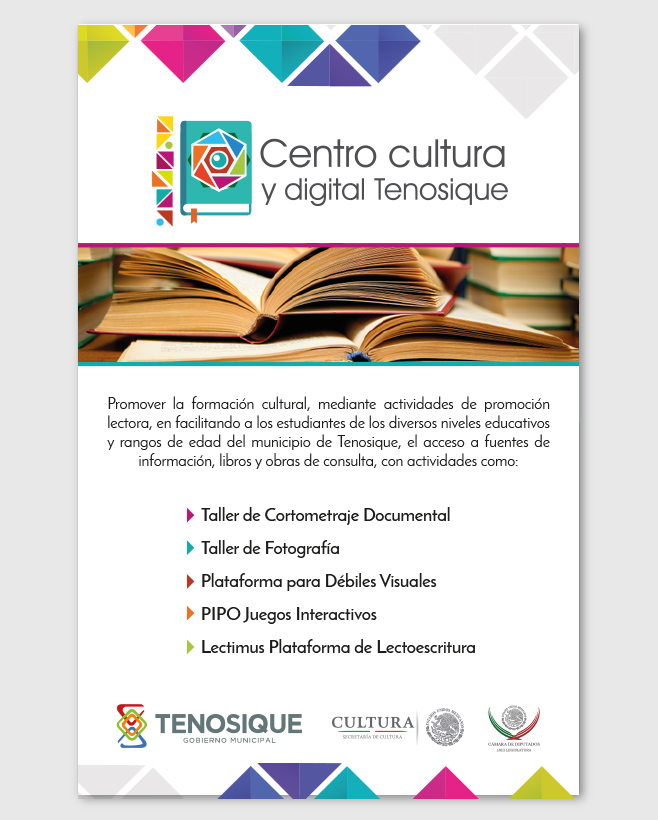 Centro cultura
y digital Tenosique
Promover la formación cultural, mediante actividades de promoción
lectora, en facilitando a los estudiantes de los diversos niveles educativos
y rangos de edad del municipio de Tenosique, el acceso a fuentes de
información, libros y obras de consulta, con actividades como:
Taller de Cortometraje Documental
Taller de Fotografía
Plataforma para Débiles Visuales
PIPO Juegos Interactivos
Lectimus Plataforma de Lectoescritura
TENOSIQUE
GOBIERNO MUNICIPAL
CULTURA
SECRETARÍA DE CULTURA
CÁMARA DE DIPUTADOS
LXIII LEGISLATURA